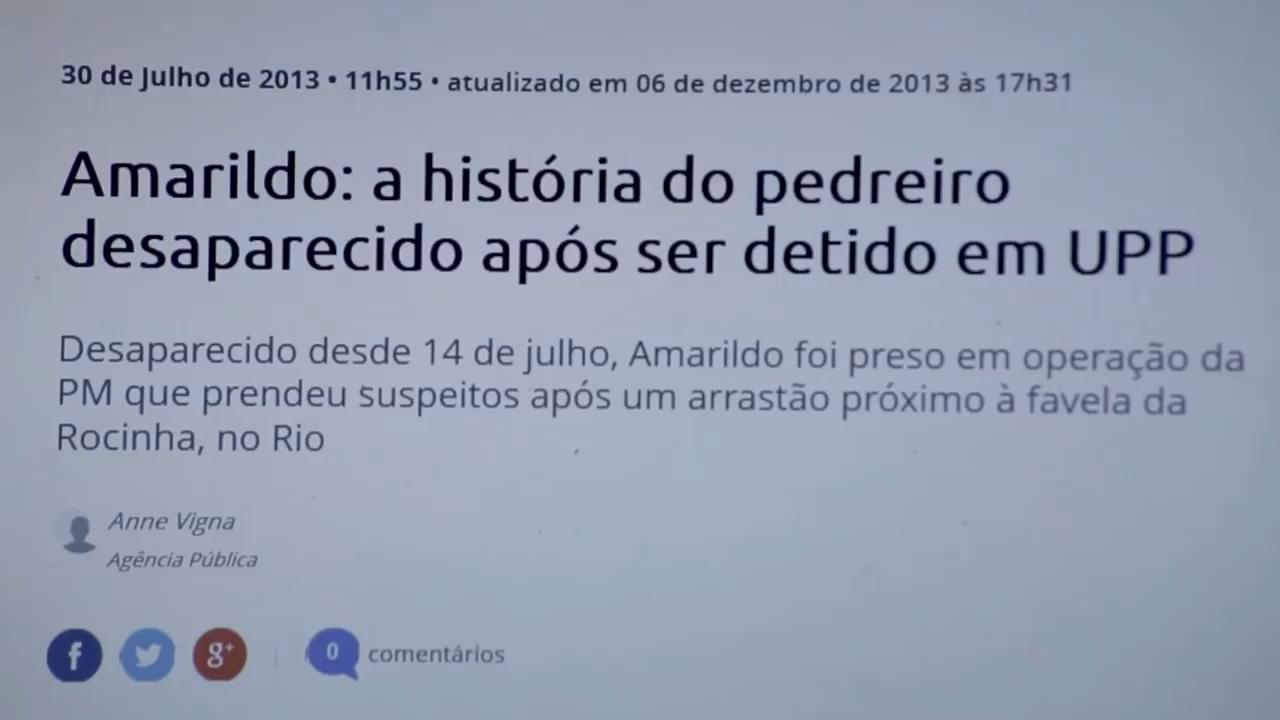 30 de Julho de 2013 • 11h55 • atualizado em 06 de dezembro de 2013 às 17h31
Amarildo: a história do pedreiro
desaparecido após ser detido em UPP
Desaparecido desde 14 de julho, Amarildo foi preso em operação da
PM que prendeu suspeitos após um arrastão próximo à favela da
Rocinha, no Rio
Anne Vigna
Agência Pública
f
g+
0 comentários